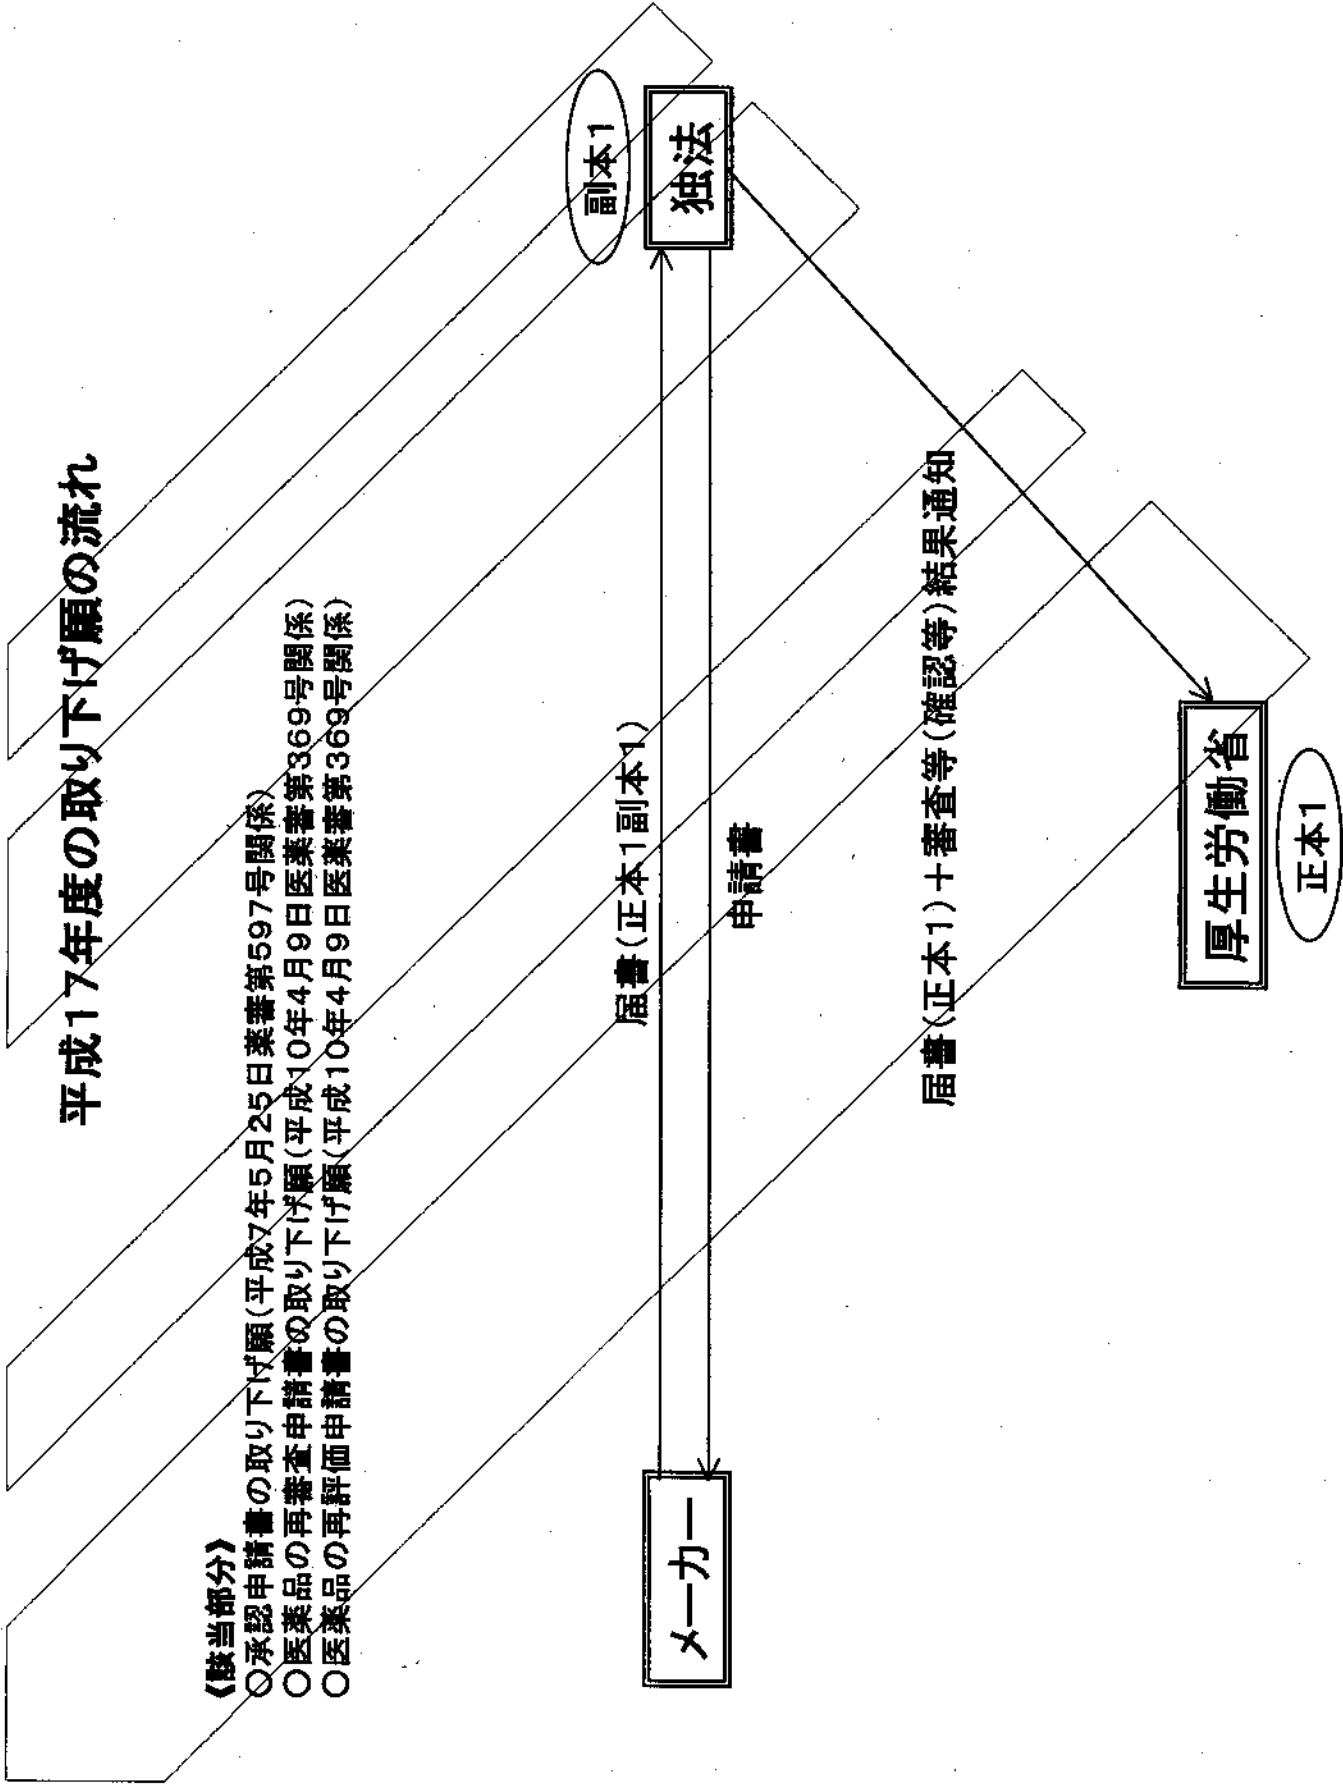 平成17年度の取り下げ願の流れ
《該当部分》
○承認申請書の取り下げ願(平成7年5月25日薬審第597号関係)
○医薬品の再審査申請書の取り下げ願(平成10年4月9日医薬審第369号関係)
○医薬品の再評価申請書の取り下げ願(平成10年4月9日医薬審第369号関係)
副本1
メーカー
届書(正本1副本1)
独法
申請書
届書(正本1)+審査等(確認等)結果通知
厚生労働省
正本1